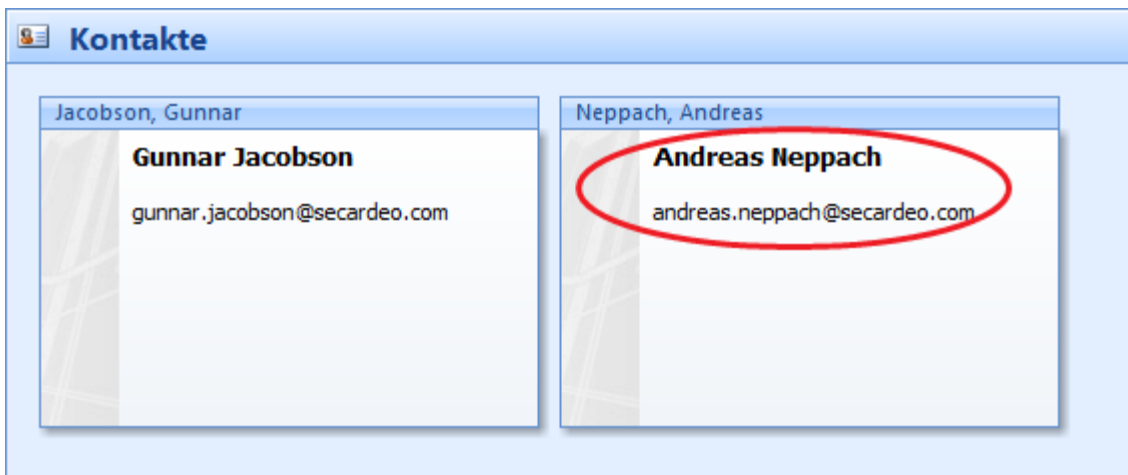 Kontakte
Jacobson, Gunnar
Gunnar Jacobson
gunnar.jacobson@secardeo.com
Neppach, Andreas
Andreas Neppach
andreas.neppach@secardeo.com